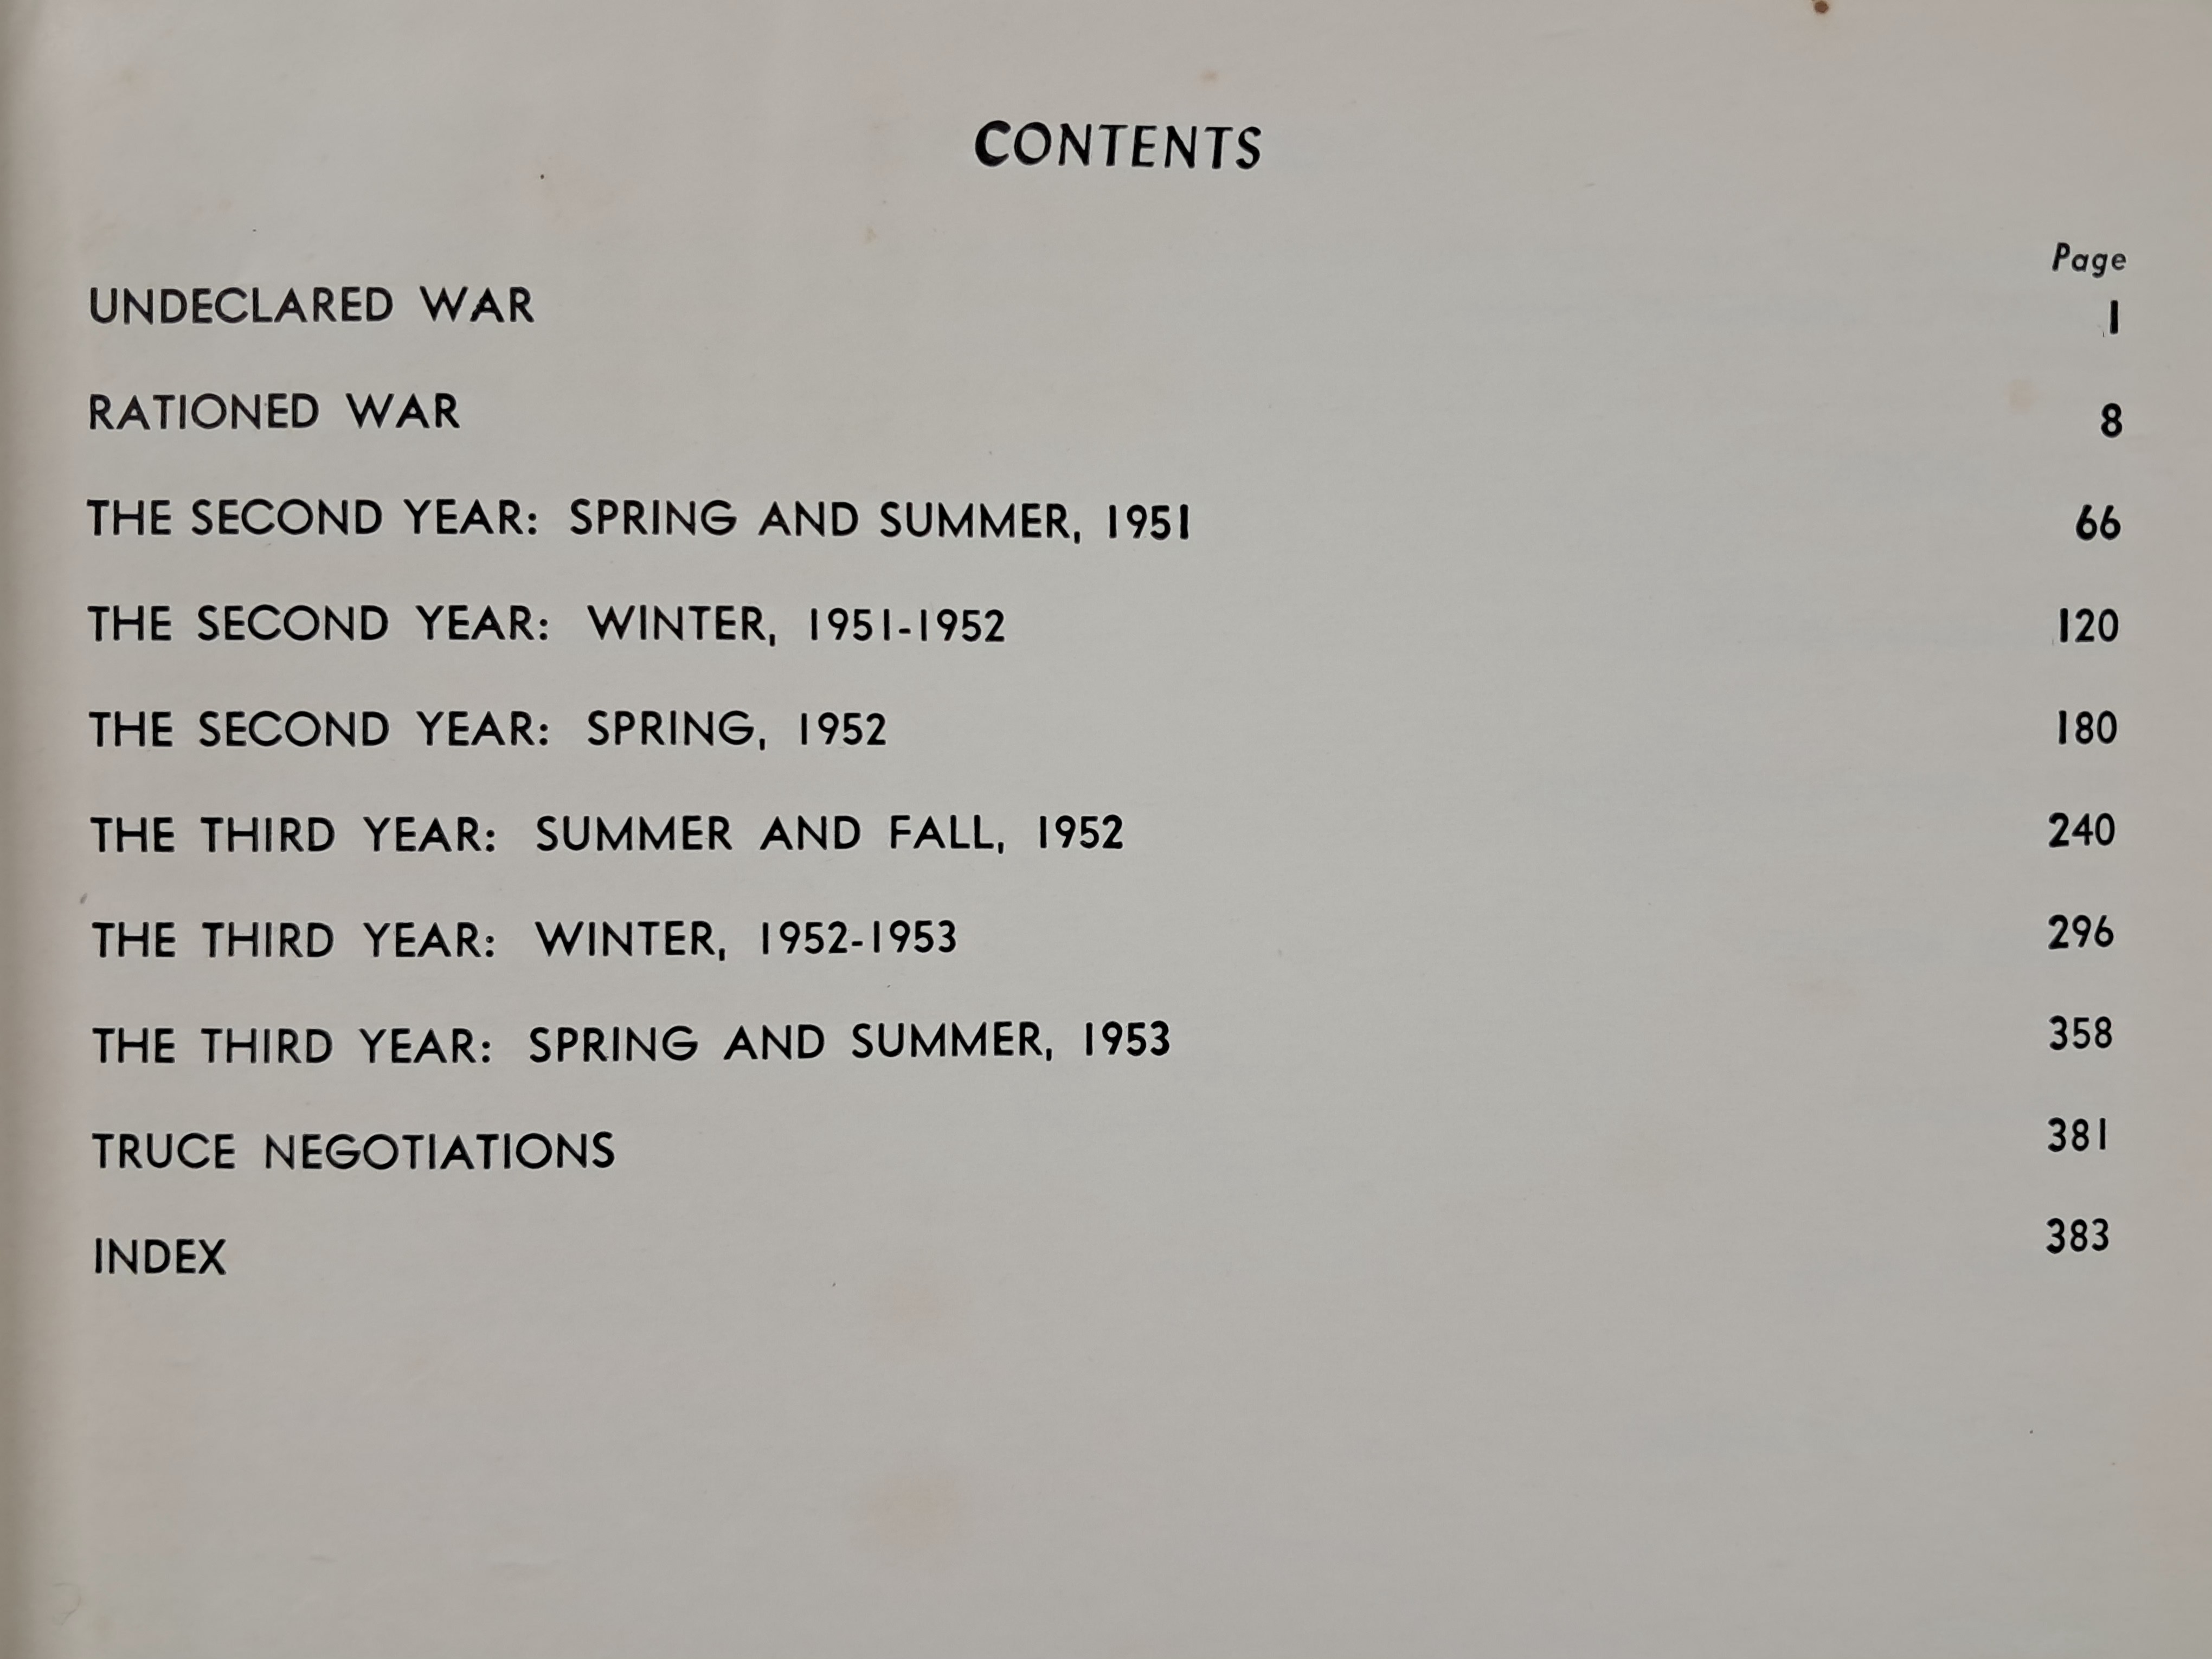 CONTENTS
Page
UNDECLARED WAR 1
RATIONED WAR 8
THE SECOND YEAR: SPRING AND SUMMER, 1951 66
THE SECOND YEAR: WINTER, 1951-1952 120
THE SECOND YEAR: SPRING, 1952 180
THE THIRD YEAR: SUMMER AND FALL, 1952 240
THE THIRD YEAR: WINTER, 1952-1953 296
THE THIRD YEAR: SPRING AND SUMMER, 1953 358
TRUCE NEGOTIATIONS 381
INDEX 383